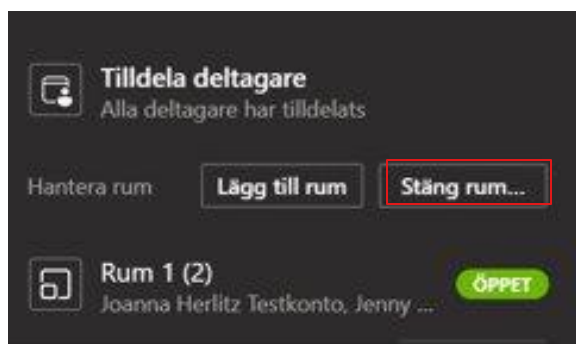 Tilldela deltagare
Alla deltagare har tilldelats
Hantera rum Lägg till rum Stäng rum...
Rum 1 (2)
ÖPPET
Joanna Herlitz Testkonto, Jenny ...